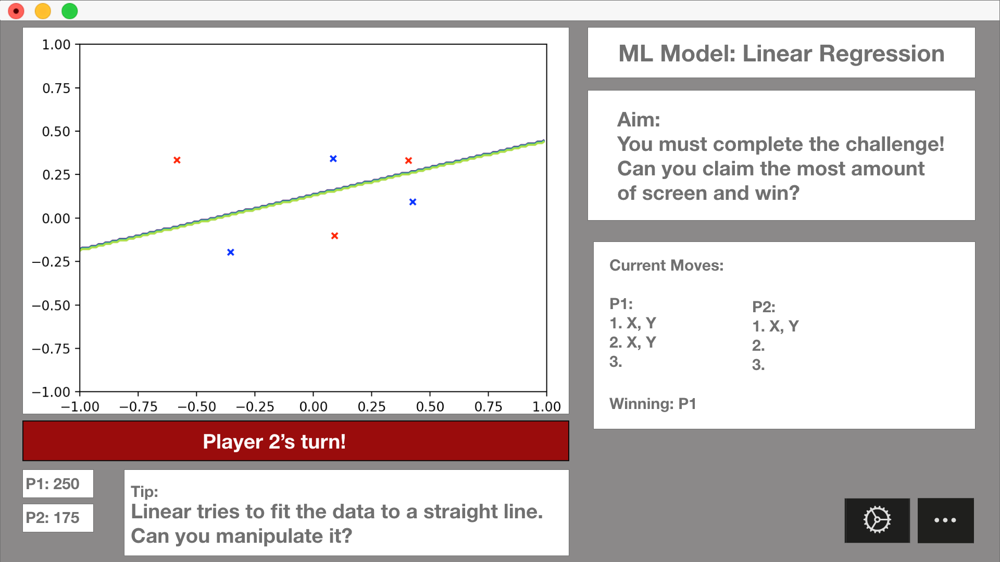 1.00
0.75
0.50
0.25
0.00
−0.25
−0.50
−0.75
−1.00
−1.00 −0.75 −0.50 −0.25 0.00 0.25 0.50 0.75 1.00
Player 2’s turn!
P1: 250
P2: 175
Tip:
Linear tries to fit the data to a straight line.
Can you manipulate it?
ML Model: Linear Regression
Aim:
You must complete the challenge!
Can you claim the most amount
of screen and win?
Current Moves:
P1:
1. X, Y
2. X, Y
3.
P2:
1. X, Y
2.
3.
Winning: P1